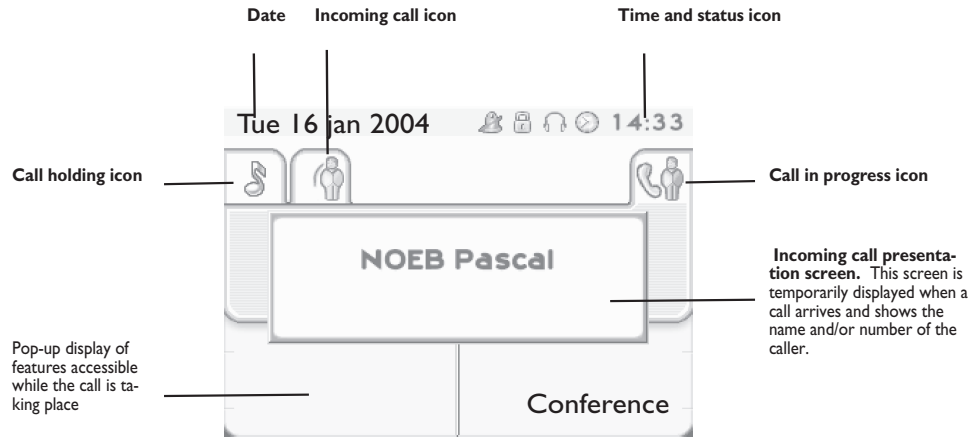 Date
Incoming call icon
Time and status icon
Tue 16 jan 2004
14:33
Call holding icon
Call in progress icon
NOEB Pascal
Incoming call presenta-
tion screen. This screen is
temporarily displayed when a
call arrives and shows the
name and/or number of the
caller.
Pop-up display of
features accessible
while the call is ta-
king place
Conference